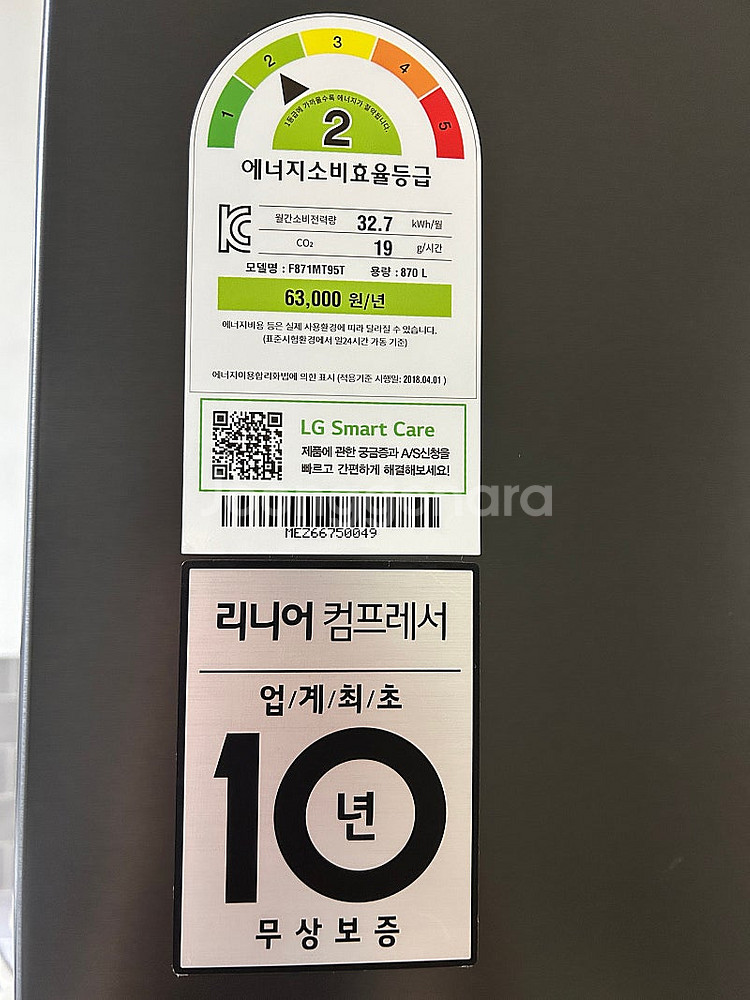 1 2 3 4 5
1등급에 가까울수록 에너지가 절약됩니다.
2
에너지소비효율등급
월간소비전력량 32.7 kWh/월
CO₂ 19 g/시간
모델명 : F871MT95T 용량 : 870 L
63,000 원/년
에너지비용 등은 실제 사용환경에 따라 달라질 수 있습니다.
(표준시험환경에서 일24시간 가동 기준)
에너지이용합리화법에 의한 표시 (적용기준 시행일: 2018.04.01 )
LG Smart Care
제품에 관한 궁금증과 A/S신청을
빠르고 간편하게 해결해보세요!
joonggonara
MEZ66750049
리니어 컴프레서
업/계/최/초
10년
무상보증